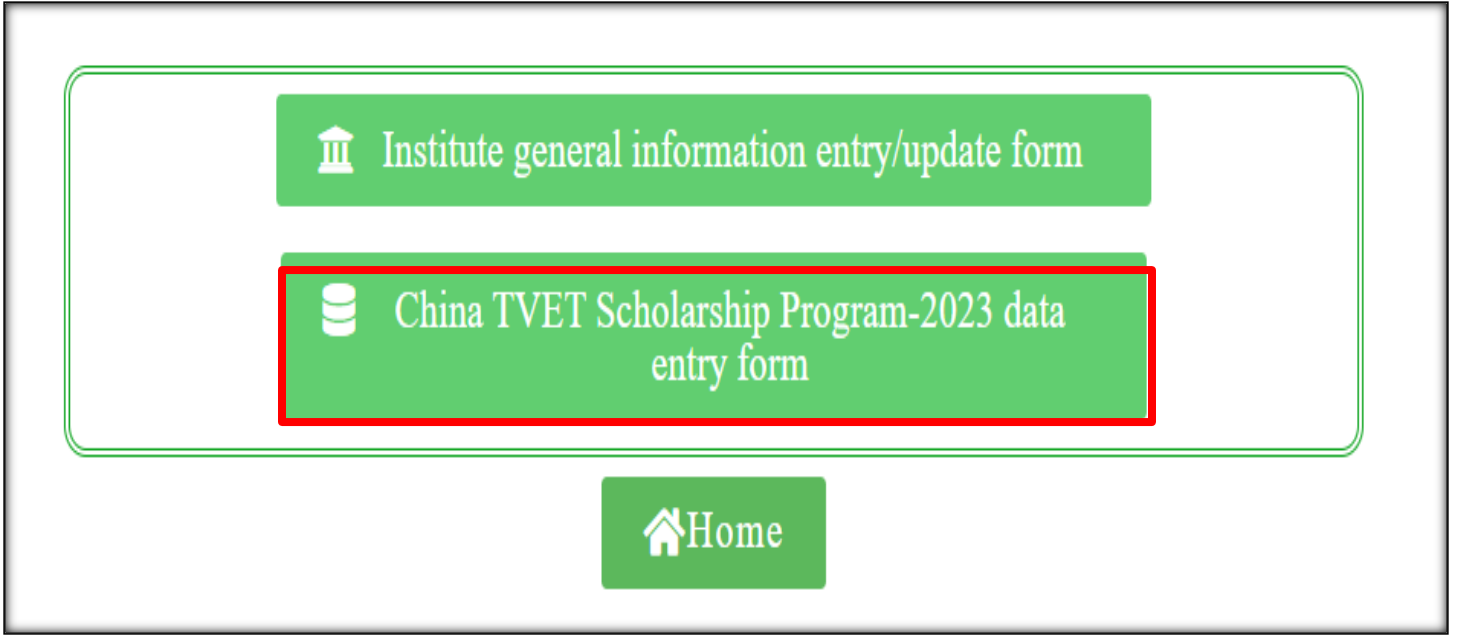 Institute general information entry/update form
China TVET Scholarship Program-2023 data
entry form
Home